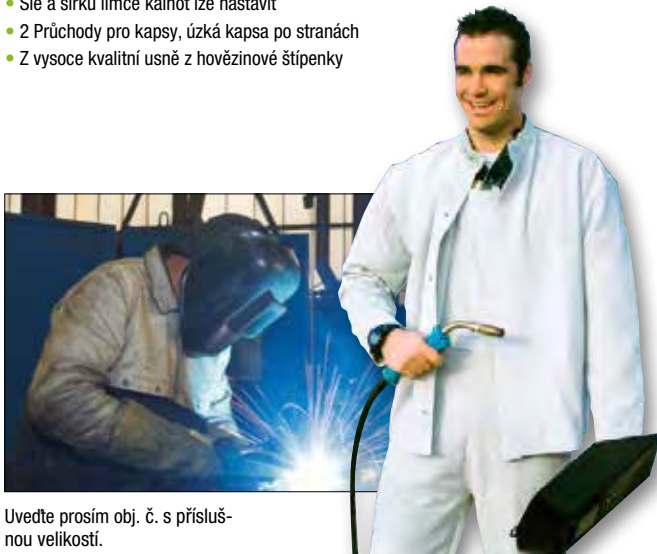 • Šle a šířku límce kalhot lze nastavit
• 2 Průchody pro kapsy, úzká kapsa po stranách
• Z vysoce kvalitní usně z hovězinové štípenky
Uveďte prosím obj. č. s přísluš-
nou velikostí.